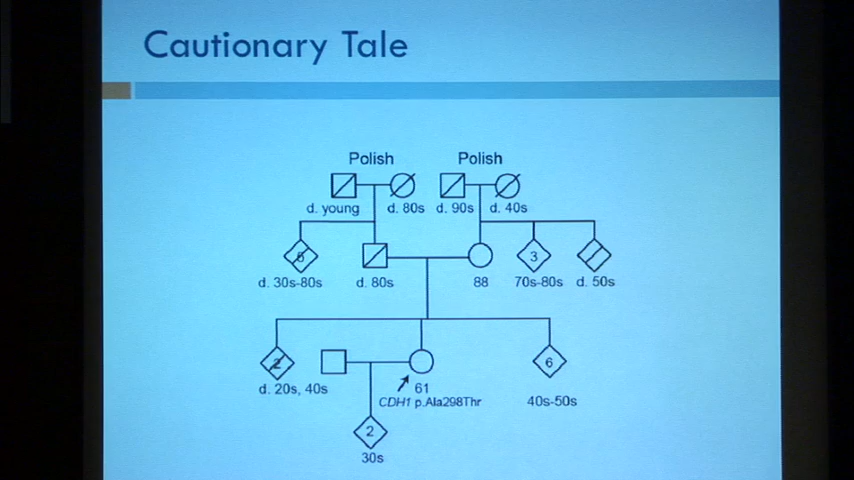 Cautionary Tale
Polish Polish
d. young d. 80s d. 90s d. 40s
3
d. 30s-80s d. 80s 88 70s-80s d. 50s
2 6
d. 20s, 40s 61 40s-50s
CDH1 p.Ala298Thr
2
30s